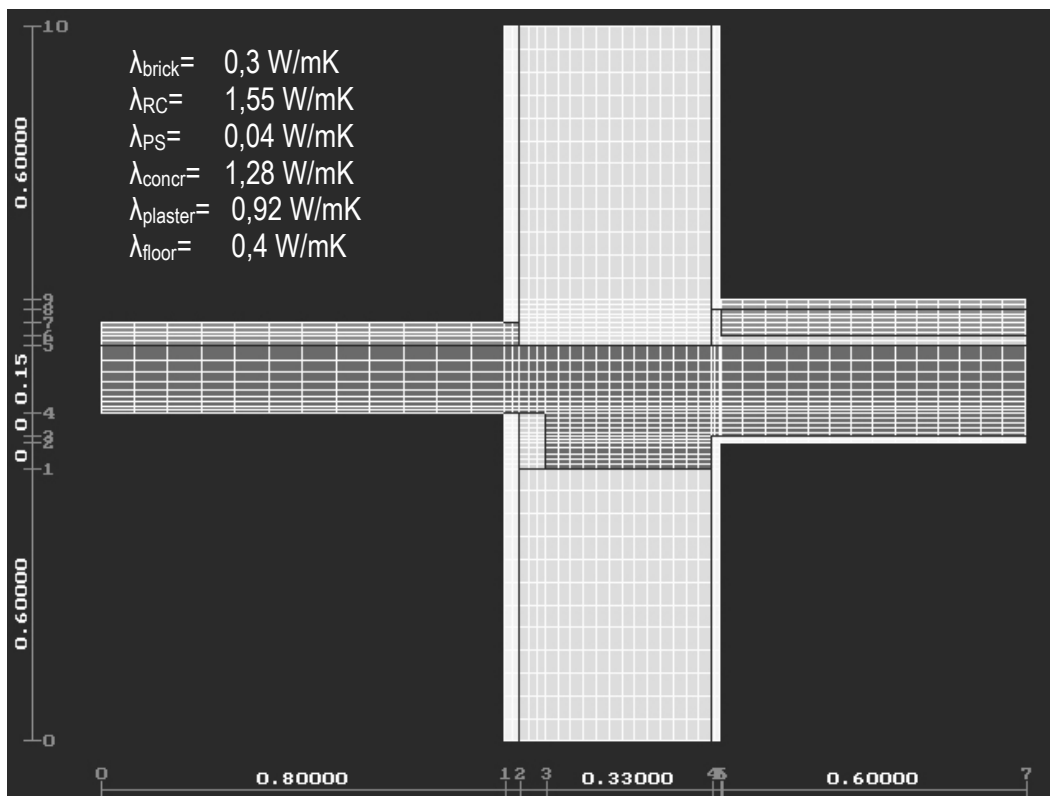 10
λbrick= 0,3 W/mK
λRC= 1,55 W/mK
λPS= 0,04 W/mK
λconcr= 1,28 W/mK
λplaster= 0,92 W/mK
λfloor= 0,4 W/mK
0.60000
9
8
7
6
5
0.15
0
4
0
3
2
1
0.60000
0
0 0.80000 1 2 3 0.33000 4 6 0.60000 7